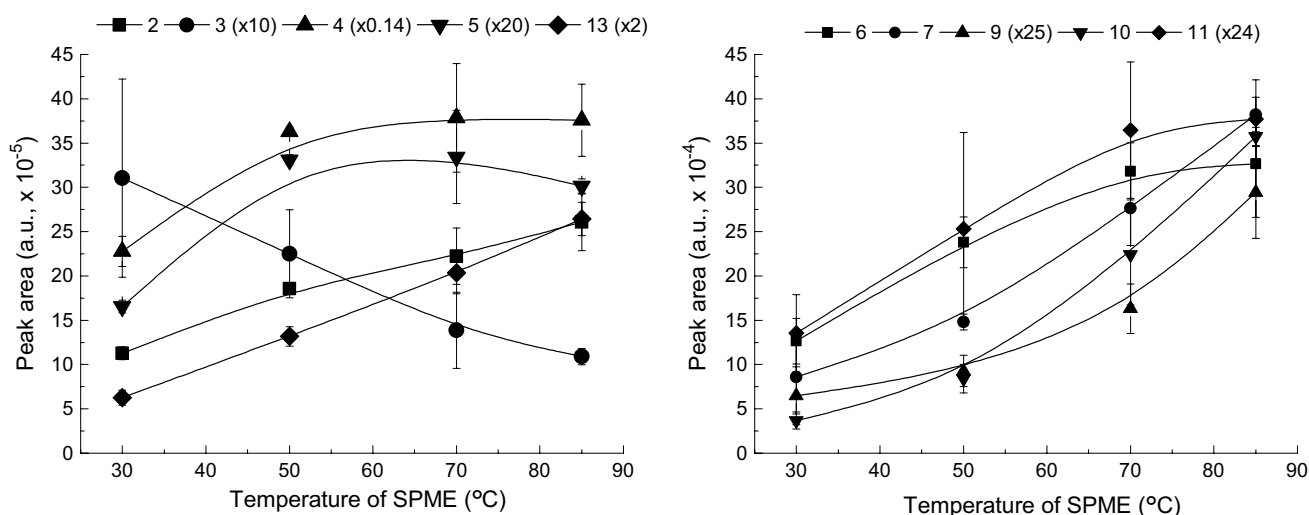 2 3 (x10) 4 (x0.14) 5 (x20) 13 (x2)
45
40
35
30
25
20
15
10
5
0
Peak area (a.u., x 10⁻⁵)
30 40 50 60 70 80 90
Temperature of SPME (ºC)
6 7 9 (x25) 10 11 (x24)
45
40
35
30
25
20
15
10
5
0
Peak area (a.u., x 10⁻⁴)
30 40 50 60 70 80 90
Temperature of SPME (ºC)